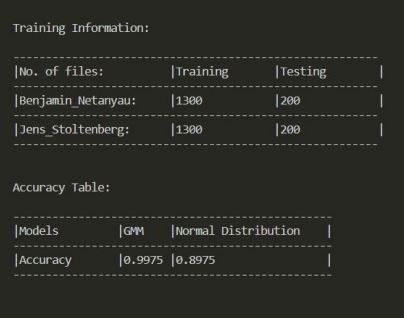 Training Information:
---------------------------------------------------------
|No. of files:         |Training       |Testing          |
---------------------------------------------------------
|Benjamin_Netanyau:    |1300           |200              |
---------------------------------------------------------
|Jens_Stoltenberg:     |1300           |200              |
---------------------------------------------------------
Accuracy Table:
--------------------------------------------------
|Models         |GMM    |Normal Distribution    |
--------------------------------------------------
|Accuracy       |0.9975 |0.8975                 |
--------------------------------------------------